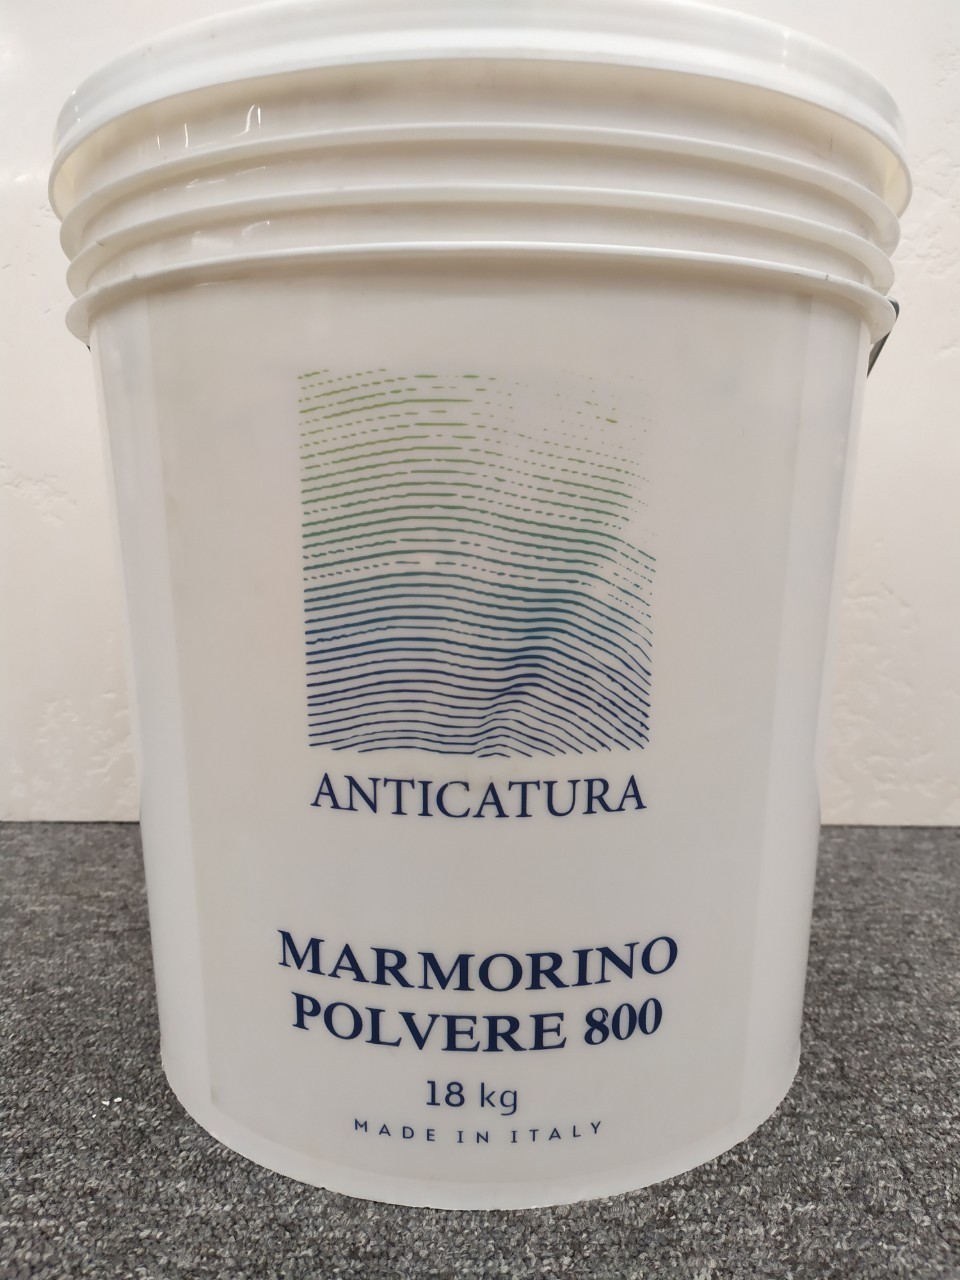 ANTICATURA
MARMORINO
POLVERE 800
18 kg
MADE IN ITALY